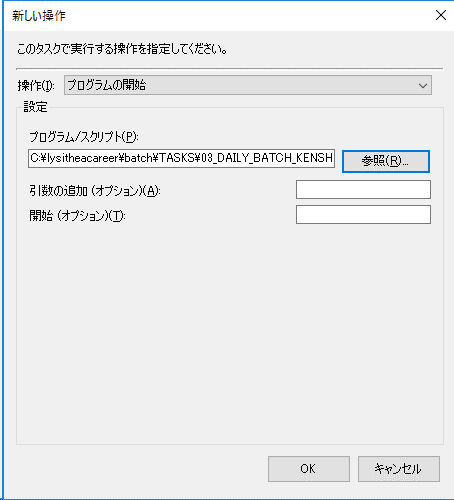 新しい操作
このタスクで実行する操作を指定してください。
操作(I): プログラムの開始
設定
プログラム/スクリプト(P):
C:¥lysitheacareer¥batch¥TASKS¥03_DAILY_BATCH_KENSH 参照(R)...
引数の追加 (オプション)(A):
開始 (オプション)(T):
OK キャンセル